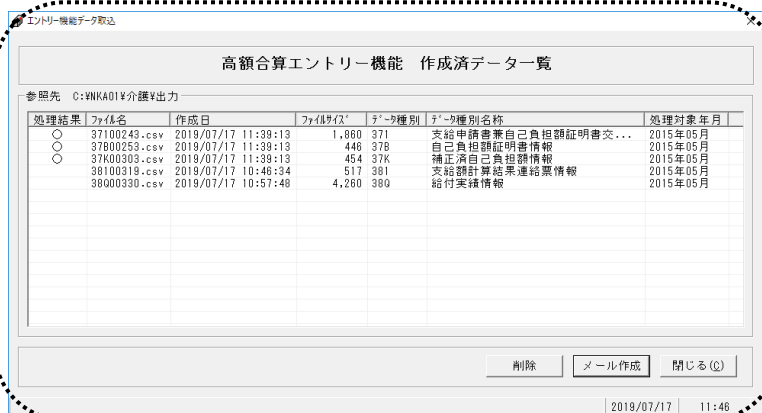 エントリー機能データ取込
高額合算エントリー機能 作成済データ一覧
参照先 C:¥NKA01¥介護¥出力
処理結果 ファイル名 作成日 ファイルサイズ データ種別 データ種別名称 処理対象年月
○ 37100243.csv 2019/07/17 11:39:13 1,860 371 支給申請書兼自己負担額証明書交... 2015年05月
○ 37B00253.csv 2019/07/17 11:39:13 446 37B 自己負担額証明書情報 2015年05月
○ 37K00303.csv 2019/07/17 11:39:13 454 37K 補正済自己負担額情報 2015年05月
38100319.csv 2019/07/17 10:46:34 517 381 支給額計算結果連絡票情報 2015年05月
38Q00330.csv 2019/07/17 10:57:48 4,260 38Q 給付実績情報 2015年05月
削除 メール作成 閉じる(C)
2019/07/17 11:46